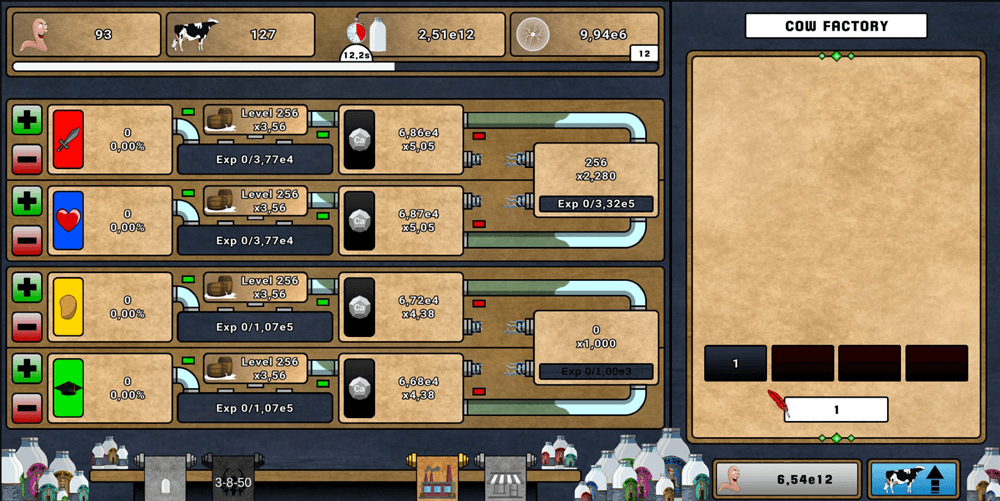 93
127
2,51e12
9,94e6
12,2s
12
COW FACTORY
0
0,00%
Level 256
x3,56
Exp 0/3,77e4
Ca
6,86e4
x5,05
256
x2,280
Exp 0/3,32e5
0
0,00%
Level 256
x3,56
Exp 0/3,77e4
Ca
6,87e4
x5,05
0
0,00%
Level 256
x3,56
Exp 0/1,07e5
Ca
6,72e4
x4,38
0
x1,000
Exp 0/1,00e3
0
0,00%
Level 256
x3,56
Exp 0/1,07e5
Ca
6,68e4
x4,38
1
1
3-8-50
6,54e12